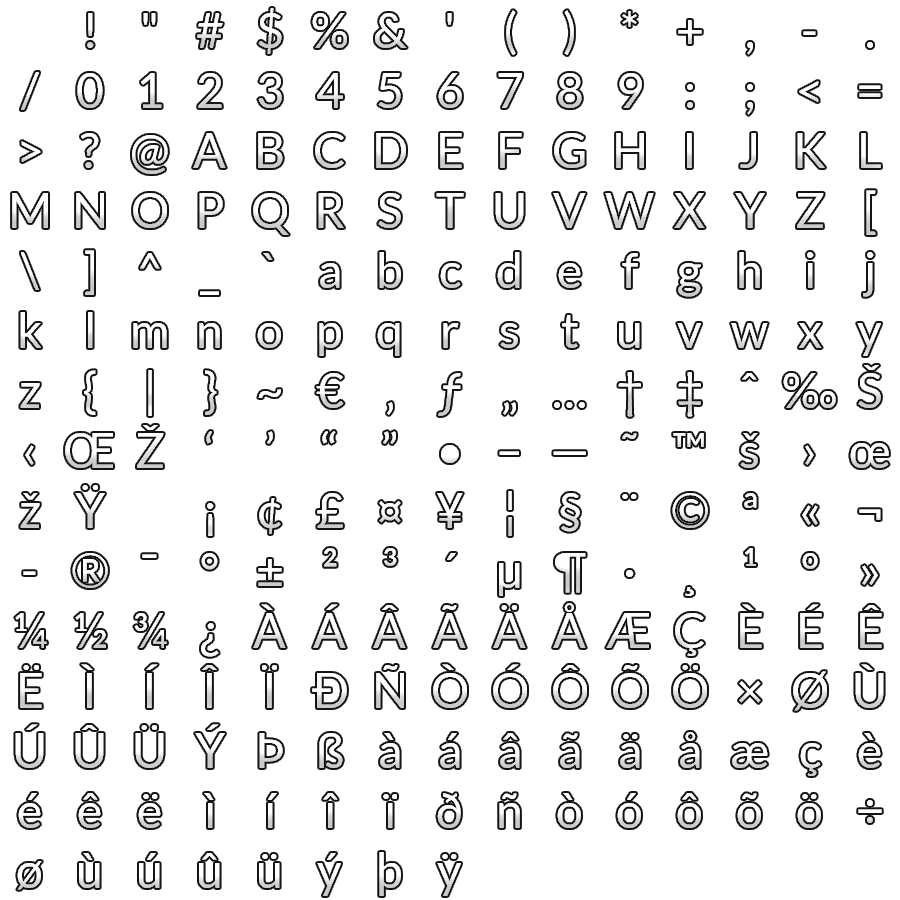 ! " # $ % & ' ( ) * + , - .
/ 0 1 2 3 4 5 6 7 8 9 : ; < =
> ? @ A B C D E F G H I J K L
M N O P Q R S T U V W X Y Z [
\ ] ^ _ ` a b c d e f g h i j
k l m n o p q r s t u v w x y
z { | } ~ € ‚ ƒ „ … † ‡ ˆ ‰ Š
‹ Œ Ž ‘ ’ “ ” • – — ˜ ™ š › œ
ž Ÿ ¡ ¢ £ ¤ ¥ ¦ § ¨ © ª « ¬
- ® ¯ ° ± ² ³ ´ µ ¶ · ¸ ¹ º »
¼ ½ ¾ ¿ À Á Â Ã Ä Å Æ Ç È É Ê
Ë Ì Í Î Ï Ð Ñ Ò Ó Ô Õ Ö × Ø Ù
Ú Û Ü Ý Þ ß à á â ã ä å æ ç è
é ê ë ì í î ï ð ñ ò ó ô õ ö ÷
ø ù ú û ü ý þ ÿ